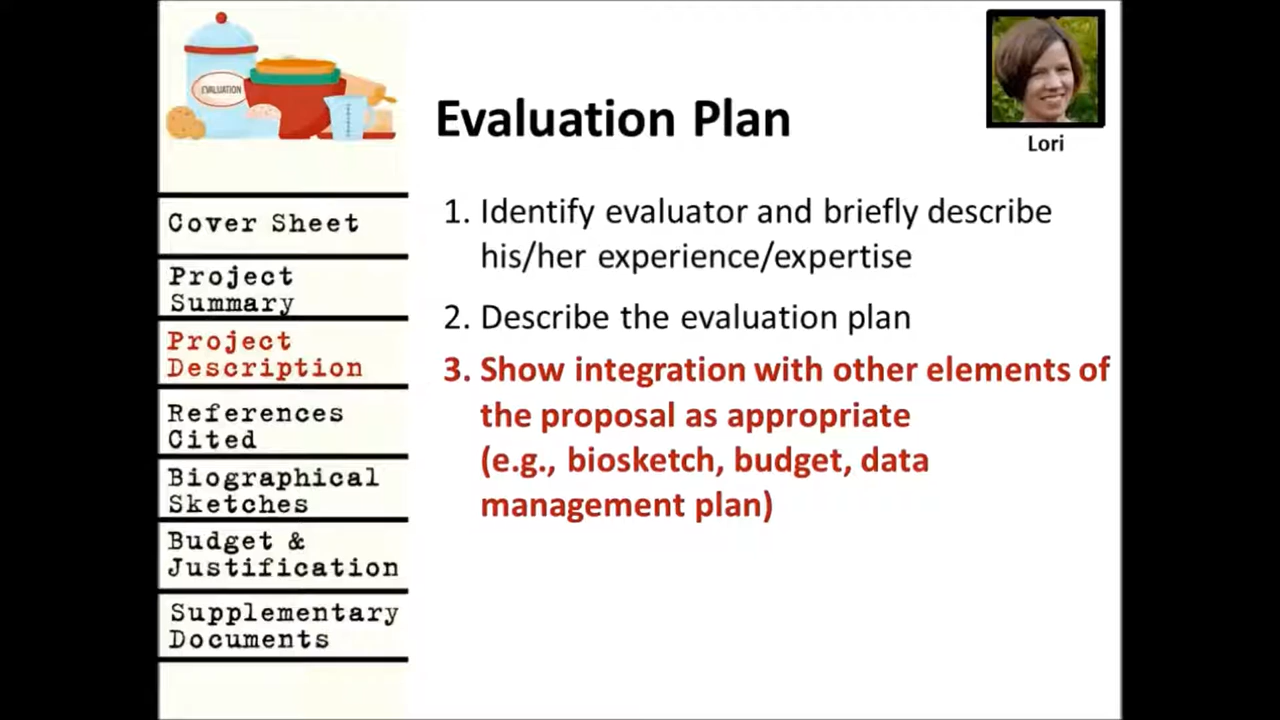 EVALUATION
Evaluation Plan
Lori
Cover Sheet
Project
Summary
Project
Description
References
Cited
Biographical
Sketches
Budget &
Justification
Supplementary
Documents
1. Identify evaluator and briefly describe
his/her experience/expertise
2. Describe the evaluation plan
3. Show integration with other elements of
the proposal as appropriate
(e.g., biosketch, budget, data
management plan)